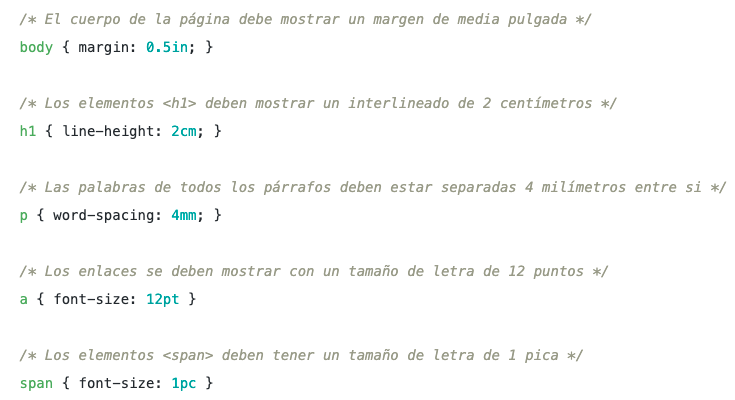 /* El cuerpo de la página debe mostrar un margen de media pulgada */
body { margin: 0.5in; }
/* Los elementos <h1> deben mostrar un interlineado de 2 centímetros */
h1 { line-height: 2cm; }
/* Las palabras de todos los párrafos deben estar separadas 4 milímetros entre si */
p { word-spacing: 4mm; }
/* Los enlaces se deben mostrar con un tamaño de letra de 12 puntos */
a { font-size: 12pt }
/* Los elementos <span> deben tener un tamaño de letra de 1 pica */
span { font-size: 1pc }